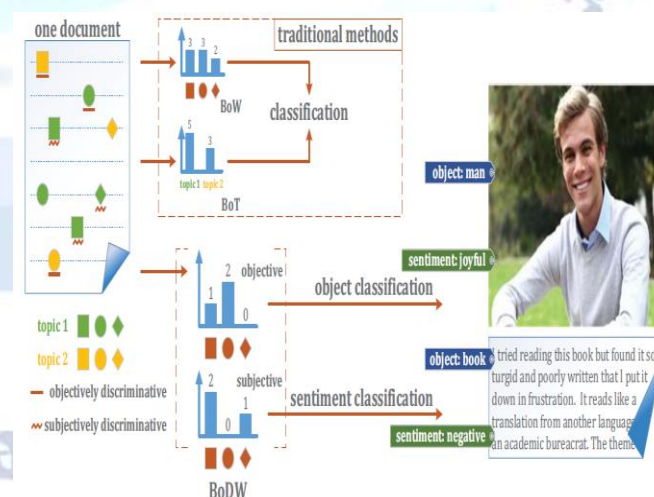 one document
traditional methods
3 3 2
BoW
classification
5
3
topic 1 topic 2
BoT
object: man
sentiment: joyful
2
1
0
objective
object classification
topic 1
topic 2
objectively discriminative
subjectively discriminative
2
0
1
subjective
sentiment classification
BoDW
object: book
I tried reading this book but found it so
turgid and poorly written that I put it
down in frustration. It reads like a
translation from another language
an academic bureacrat. The theme
sentiment: negative